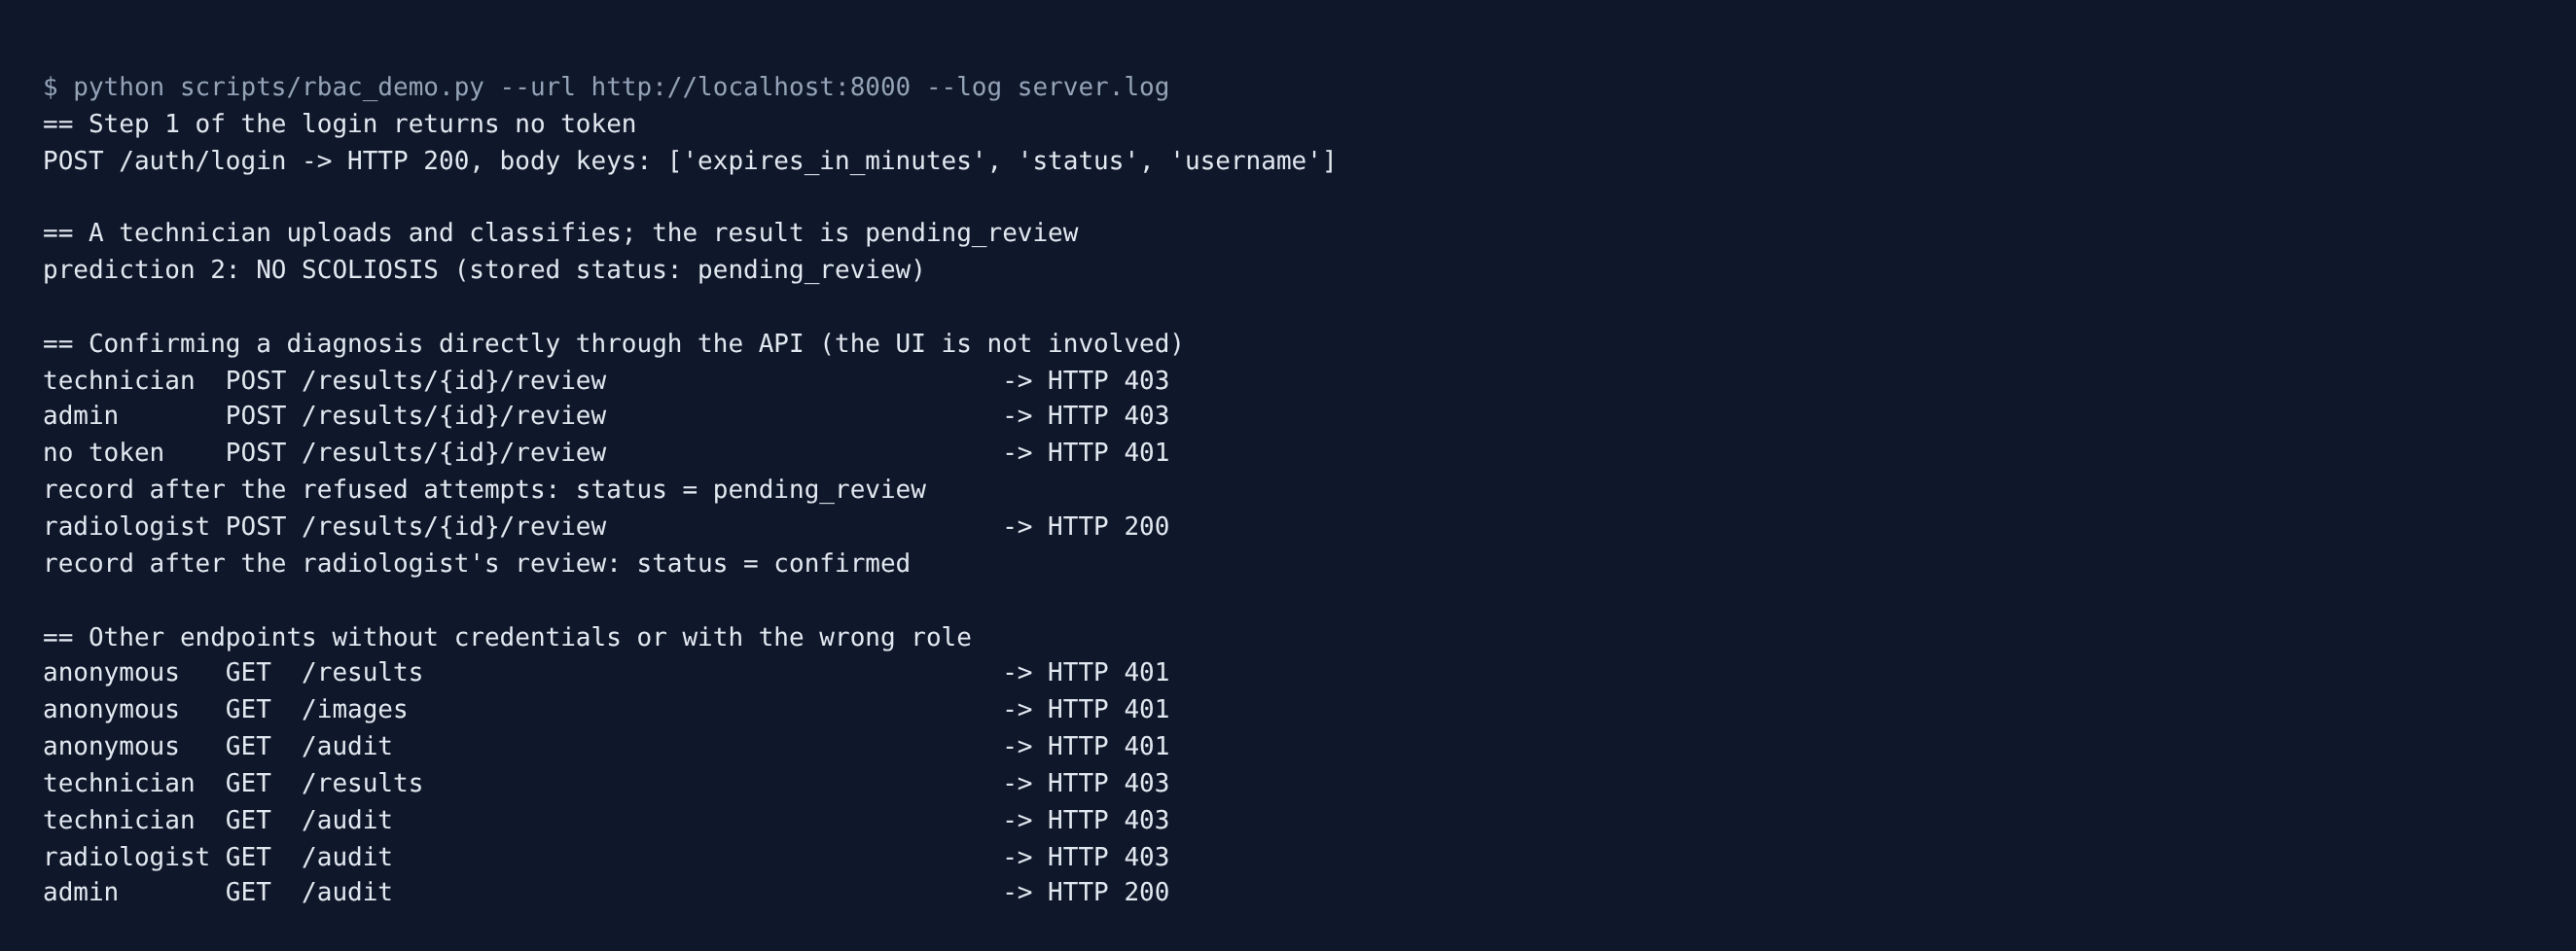 $ python scripts/rbac_demo.py --url http://localhost:8000 --log server.log
== Step 1 of the login returns no token
POST /auth/login -> HTTP 200, body keys: ['expires_in_minutes', 'status', 'username']

== A technician uploads and classifies; the result is pending_review
prediction 2: NO SCOLIOSIS (stored status: pending_review)

== Confirming a diagnosis directly through the API (the UI is not involved)
technician  POST /results/{id}/review                          -> HTTP 403
admin       POST /results/{id}/review                          -> HTTP 403
no token    POST /results/{id}/review                          -> HTTP 401
record after the refused attempts: status = pending_review
radiologist POST /results/{id}/review                          -> HTTP 200
record after the radiologist's review: status = confirmed

== Other endpoints without credentials or with the wrong role
anonymous   GET  /results                                      -> HTTP 401
anonymous   GET  /images                                       -> HTTP 401
anonymous   GET  /audit                                        -> HTTP 401
technician  GET  /results                                      -> HTTP 403
technician  GET  /audit                                        -> HTTP 403
radiologist GET  /audit                                        -> HTTP 403
admin       GET  /audit                                        -> HTTP 200